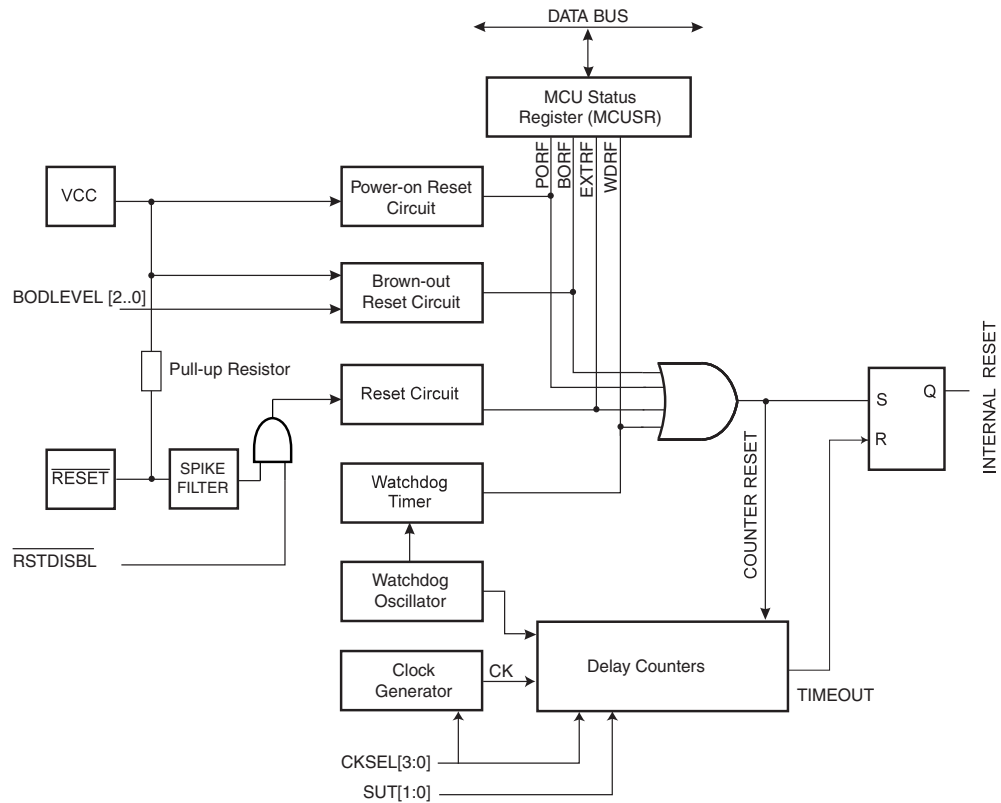 DATA BUS
MCU Status
Register (MCUSR)
PORF
BORF
EXTRF
WDRF
VCC
Power-on Reset
Circuit
Brown-out
Reset Circuit
BODLEVEL [2..0]
Pull-up Resistor
Reset Circuit
S
Q
R
INTERNAL RESET
RESET
SPIKE
FILTER
Watchdog
Timer
COUNTER RESET
RSTDISBL
Watchdog
Oscillator
Clock
Generator
CK
Delay Counters
TIMEOUT
CKSEL[3:0]
SUT[1:0]